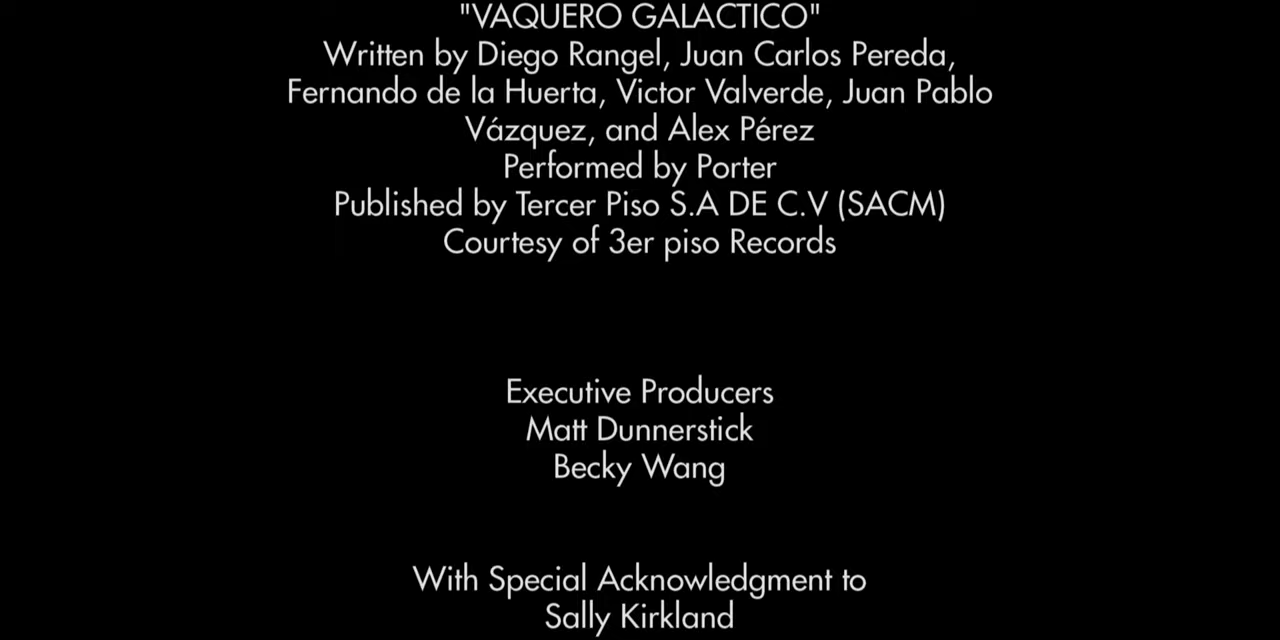 "VAQUERO GALACTICO"
Written by Diego Rangel, Juan Carlos Pereda,
Fernando de la Huerta, Victor Valverde, Juan Pablo
Vázquez, and Alex Pérez
Performed by Porter
Published by Tercer Piso S.A DE C.V (SACM)
Courtesy of 3er piso Records
Executive Producers
Matt Dunnerstick
Becky Wang
With Special Acknowledgment to
Sally Kirkland